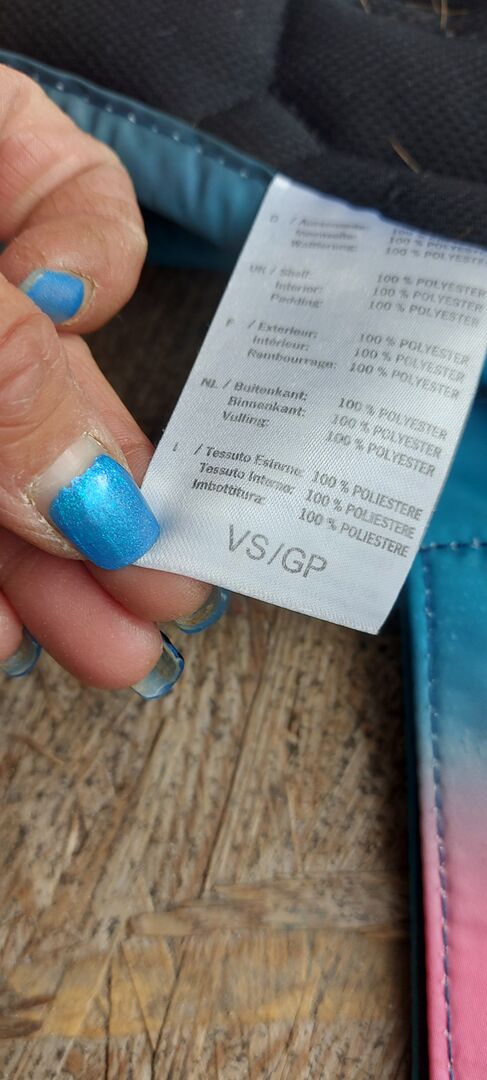 D / Aussenseite: 100 % POLYESTER
Innenseite: 100 % POLYESTER
Wattierung: 100 % POLYESTER
UK / Shell: 100 % POLYESTER
Interior: 100 % POLYESTER
Padding: 100 % POLYESTER
F / Exterieur: 100 % POLYESTER
Intérieur: 100 % POLYESTER
Rembourrage: 100 % POLYESTER
NL / Buitenkant: 100 % POLYESTER
Binnenkant: 100 % POLYESTER
Vulling: 100 % POLYESTER
I / Tessuto Esterno: 100 % POLIESTERE
Tessuto Interno: 100 % POLIESTERE
Imbottitura: 100 % POLIESTERE
VS/GP